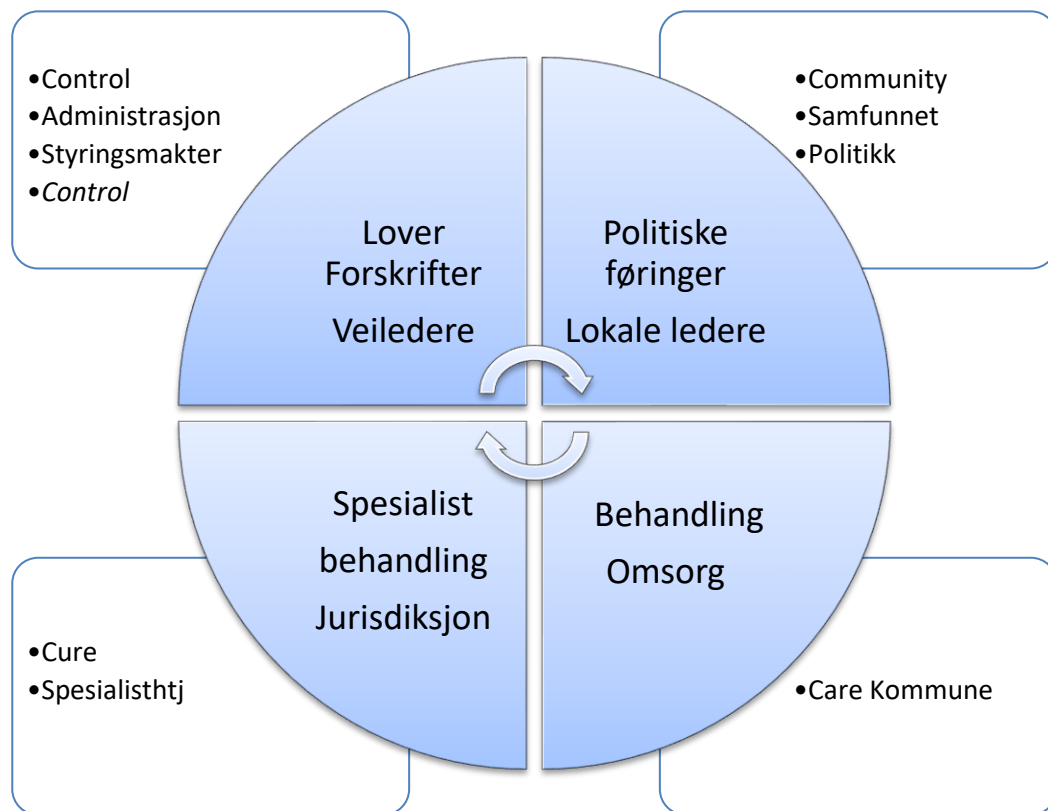 •Control
•Administrasjon
•Styringsmakter
•Control
•Community
•Samfunnet
•Politikk
Lover
Forskrifter
Veiledere
Politiske
føringer
Lokale ledere
Spesialist
behandling
Jurisdiksjon
Behandling
Omsorg
•Cure
•Spesialisthtj
•Care Kommune